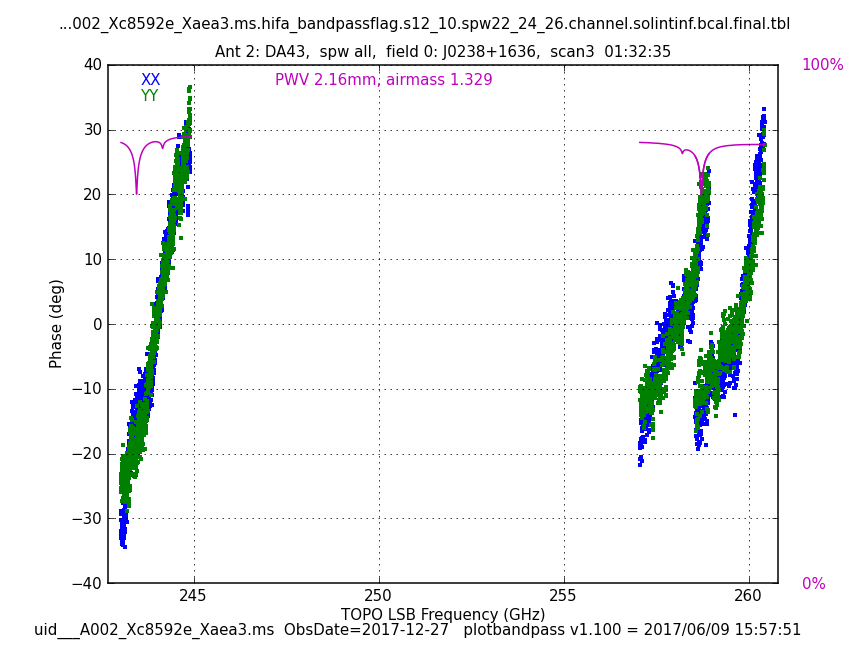 ...002_Xc8592e_Xaea3.ms.hifa_bandpassflag.s12_10.spw22_24_26.channel.solintinf.bcal.final.tbl
Ant 2: DA43,  spw all,  field 0: J0238+1636,  scan3  01:32:35
XX
YY
PWV 2.16mm, airmass 1.329
100%
0%
Phase (deg)
40
30
20
10
0
−10
−20
−30
−40
245
250
255
260
TOPO LSB Frequency (GHz)
uid___A002_Xc8592e_Xaea3.ms  ObsDate=2017-12-27   plotbandpass v1.100 = 2017/06/09 15:57:51